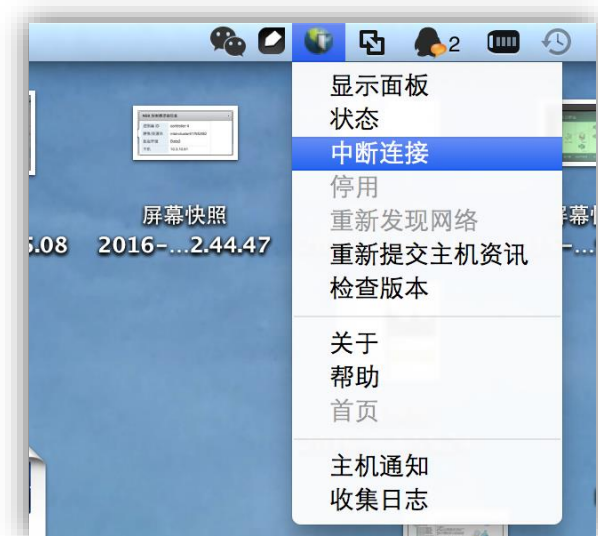 2
显示面板
状态
中断连接
停用
重新发现网络
重新提交主机资讯
检查版本
关于
帮助
首页
主机通知
收集日志
屏幕快照
2016-...2.44.47
5.08